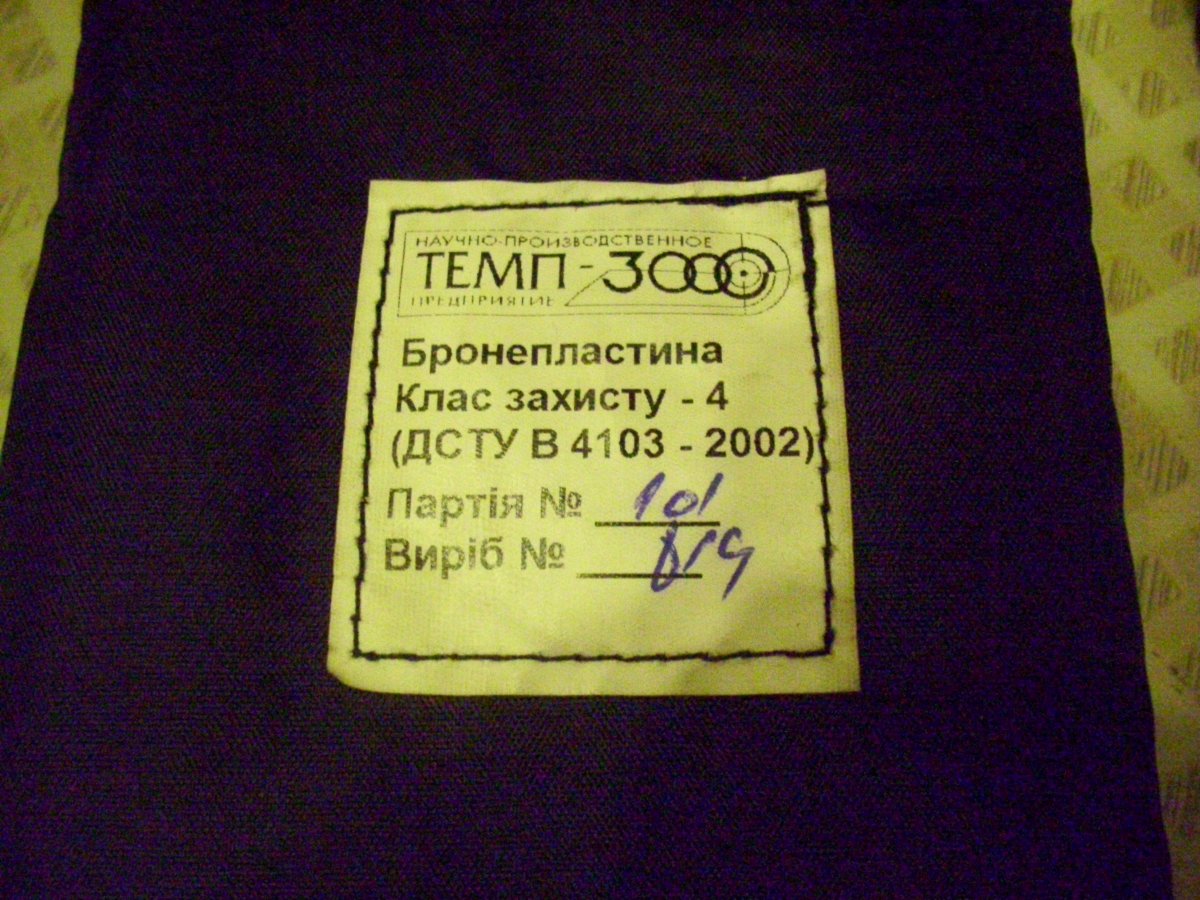 НАУЧНО-ПРОИЗВОДСТВЕННОЕ
ТЕМП-3000
ПРЕДПРИЯТИЕ
Бронепластина
Клас захисту - 4
(ДСТУ В 4103 - 2002)
Партія № 101
Виріб №